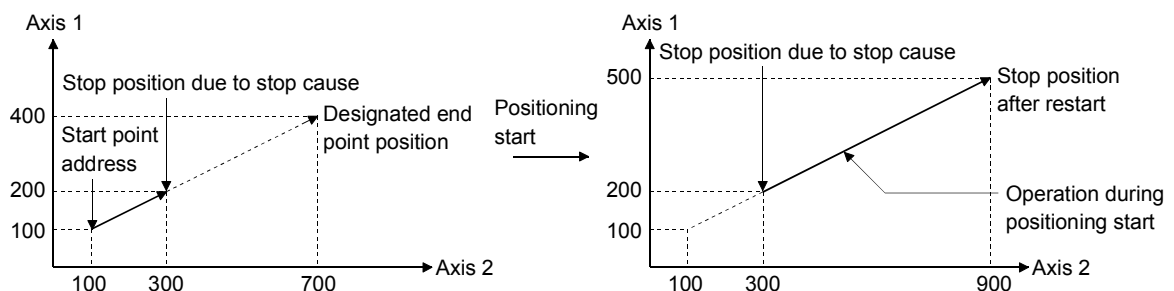 Axis 1
Stop position due to stop cause
400
Designated end
point position
Start point
address
200
100
100
300
700
Axis 2
Positioning
start
Axis 1
Stop position due to stop cause
500
Stop position
after restart
200
100
Operation during
positioning start
100
300
900
Axis 2